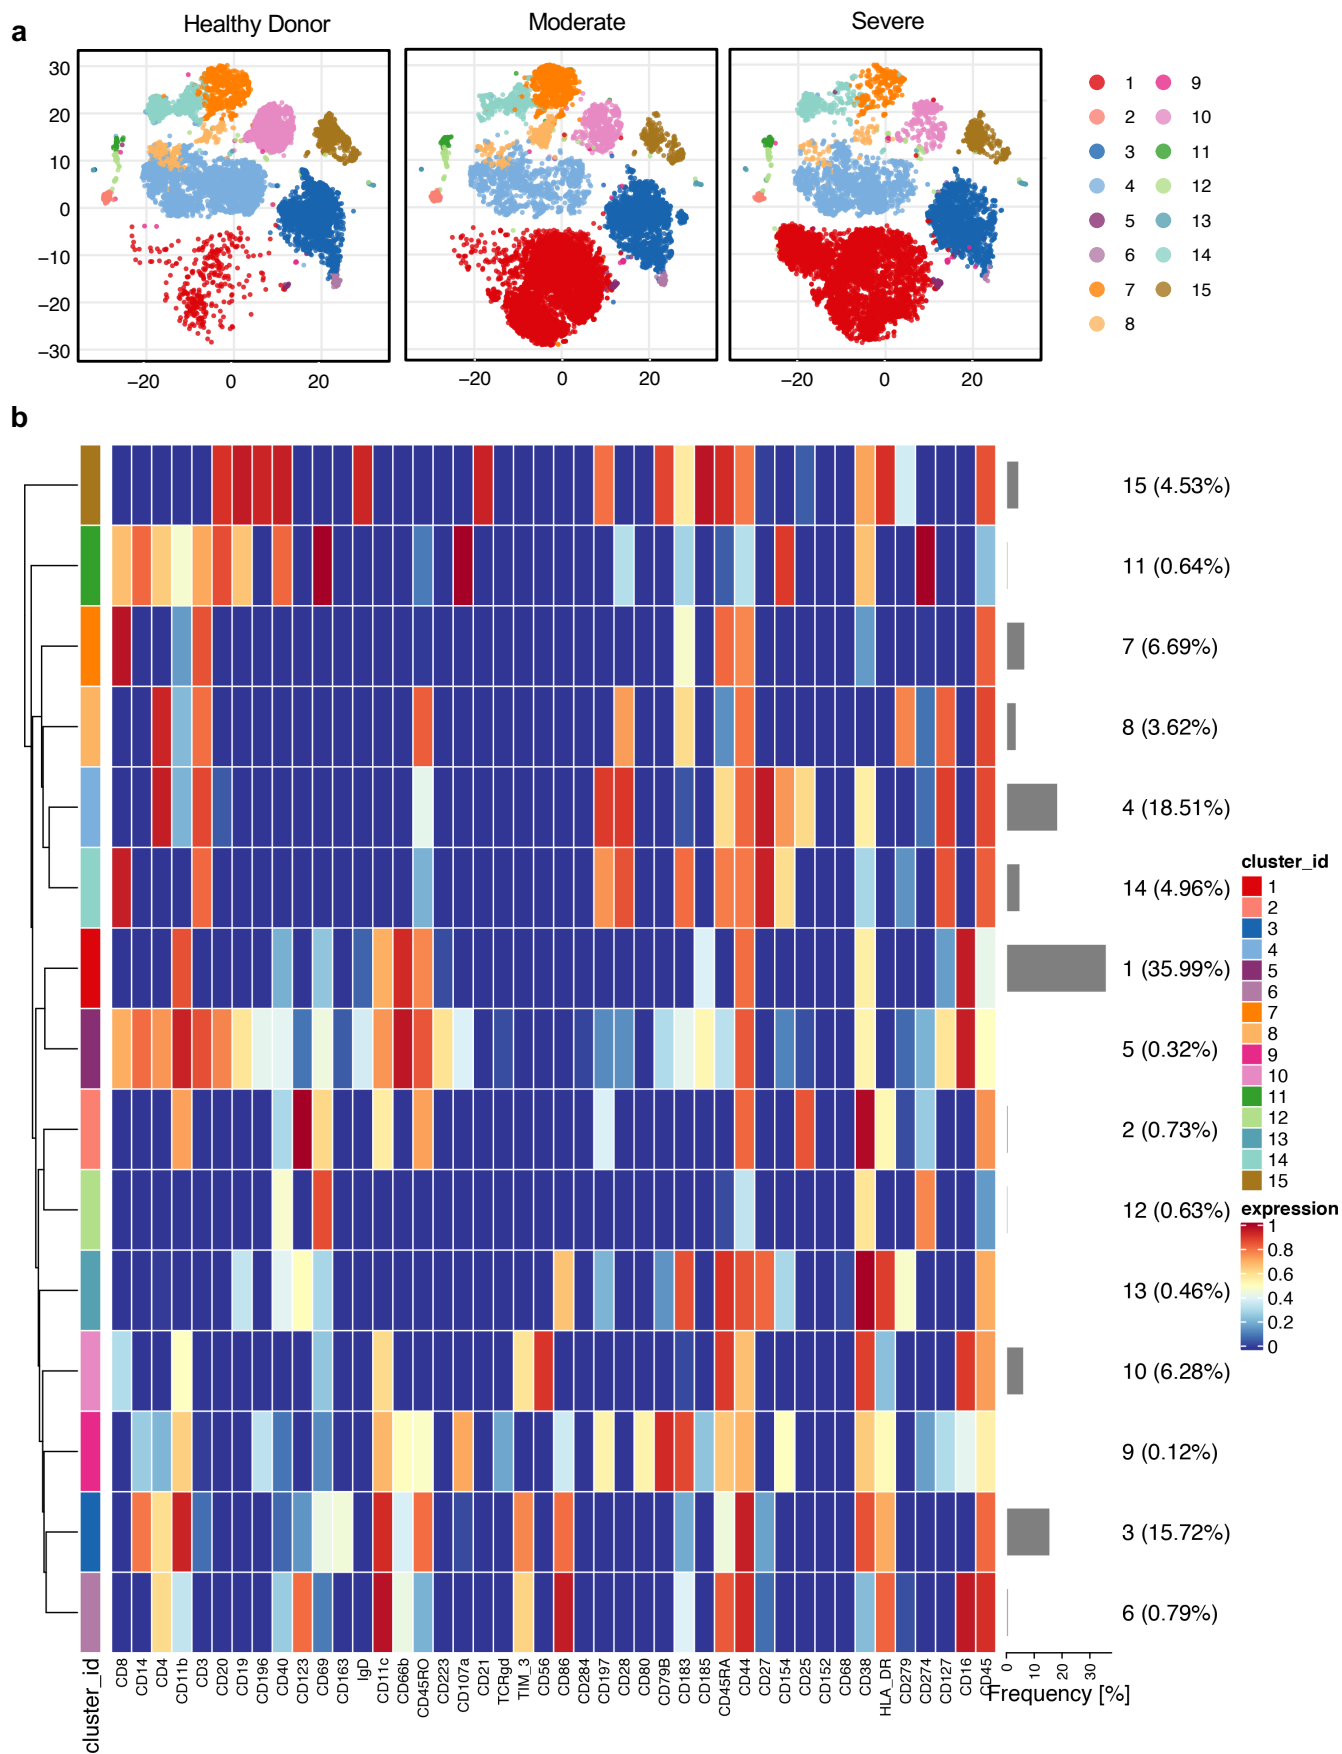 a
Healthy Donor
Moderate
Severe
30
20
10
0
−10
−20
−30
−20 0 20
−20 0 20
−20 0 20
1 9
2 10
3 11
4 12
5 13
6 14
7 15
8
b
15 (4.53%)
11 (0.64%)
7 (6.69%)
8 (3.62%)
4 (18.51%)
14 (4.96%)
1 (35.99%)
5 (0.32%)
2 (0.73%)
12 (0.63%)
13 (0.46%)
10 (6.28%)
9 (0.12%)
3 (15.72%)
6 (0.79%)
cluster_id
1
2
3
4
5
6
7
8
9
10
11
12
13
14
15
expression
1
0.8
0.6
0.4
0.2
0
cluster_id
CD8
CD14
CD4
CD11b
CD3
CD20
CD19
CD196
CD40
CD123
CD69
CD163
IgD
CD11c
CD66b
CD45RO
CD223
CD107a
CD21
TCRgd
TIM_3
CD56
CD86
CD284
CD197
CD28
CD80
CD79B
CD183
CD185
CD45RA
CD44
CD27
CD154
CD25
CD152
CD68
CD38
HLA_DR
CD279
CD274
CD127
CD16
CD45
0 10 20 30
Frequency [%]